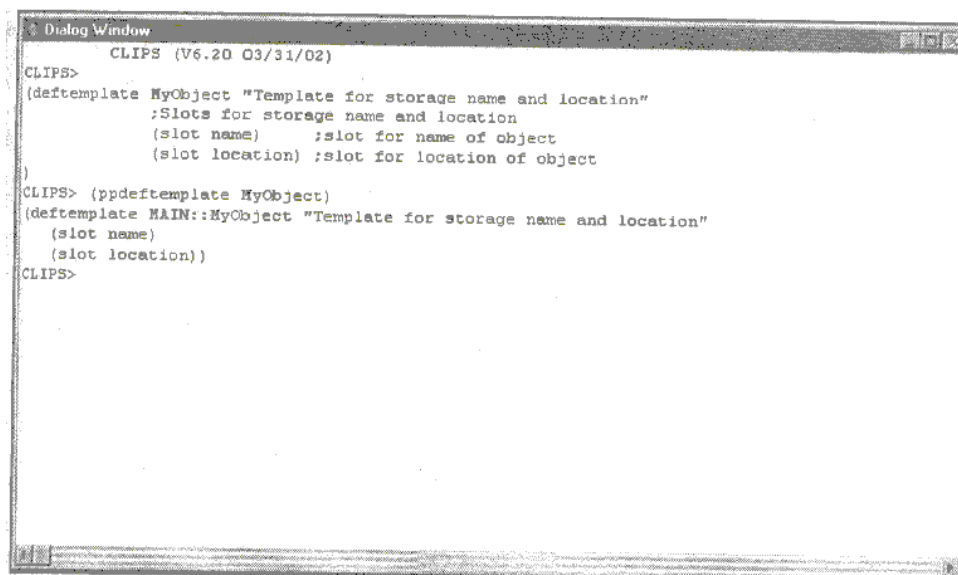 Dialog Window
CLIPS (V6.20 03/31/02)
CLIPS>
(deftemplate MyObject "Template for storage name and location"
;Slots for storage name and location
(slot name) ;slot for name of object
(slot location) ;slot for location of object
)
CLIPS> (ppdeftemplate MyObject)
(deftemplate MAIN::MyObject "Template for storage name and location"
(slot name)
(slot location))
CLIPS>